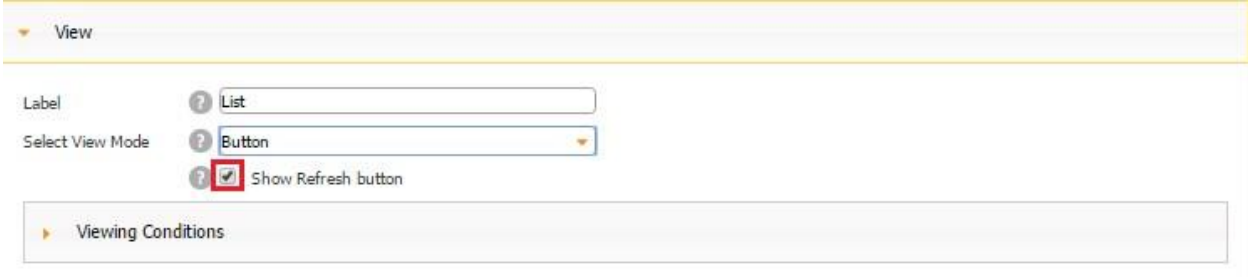 View
Label ? List
Select View Mode ? Button
? Show Refresh button
Viewing Conditions